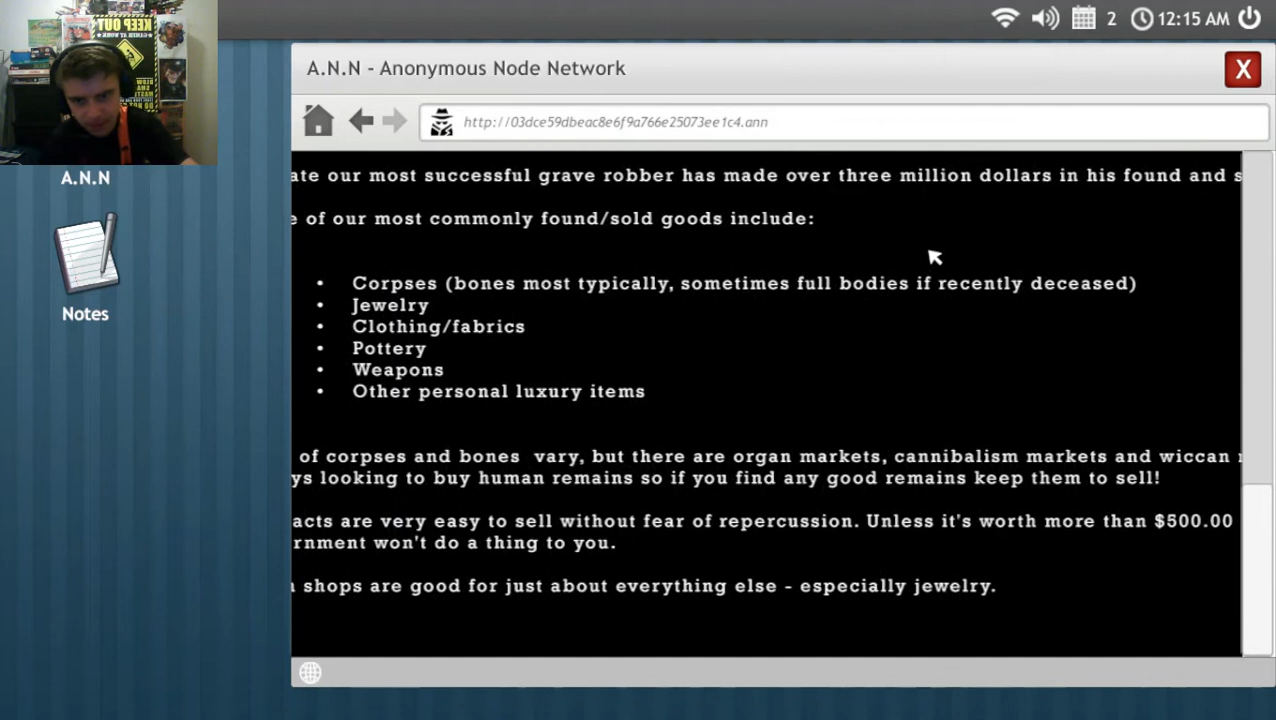 KEEP OUT
GAMER AT WORK
2 12:15 AM
A.N.N - Anonymous Node Network
http://03dce59dbeac8e6f9a766e25073ee1c4.ann
A.N.N
Notes
ate our most successful grave robber has made over three million dollars in his found and s
e of our most commonly found/sold goods include:
• Corpses (bones most typically, sometimes full bodies if recently deceased)
• Jewelry
• Clothing/fabrics
• Pottery
• Weapons
• Other personal luxury items
of corpses and bones vary, but there are organ markets, cannibalism markets and wiccan
ys looking to buy human remains so if you find any good remains keep them to sell!
acts are very easy to sell without fear of repercussion. Unless it's worth more than $500.00
rnment won't do a thing to you.
shops are good for just about everything else - especially jewelry.